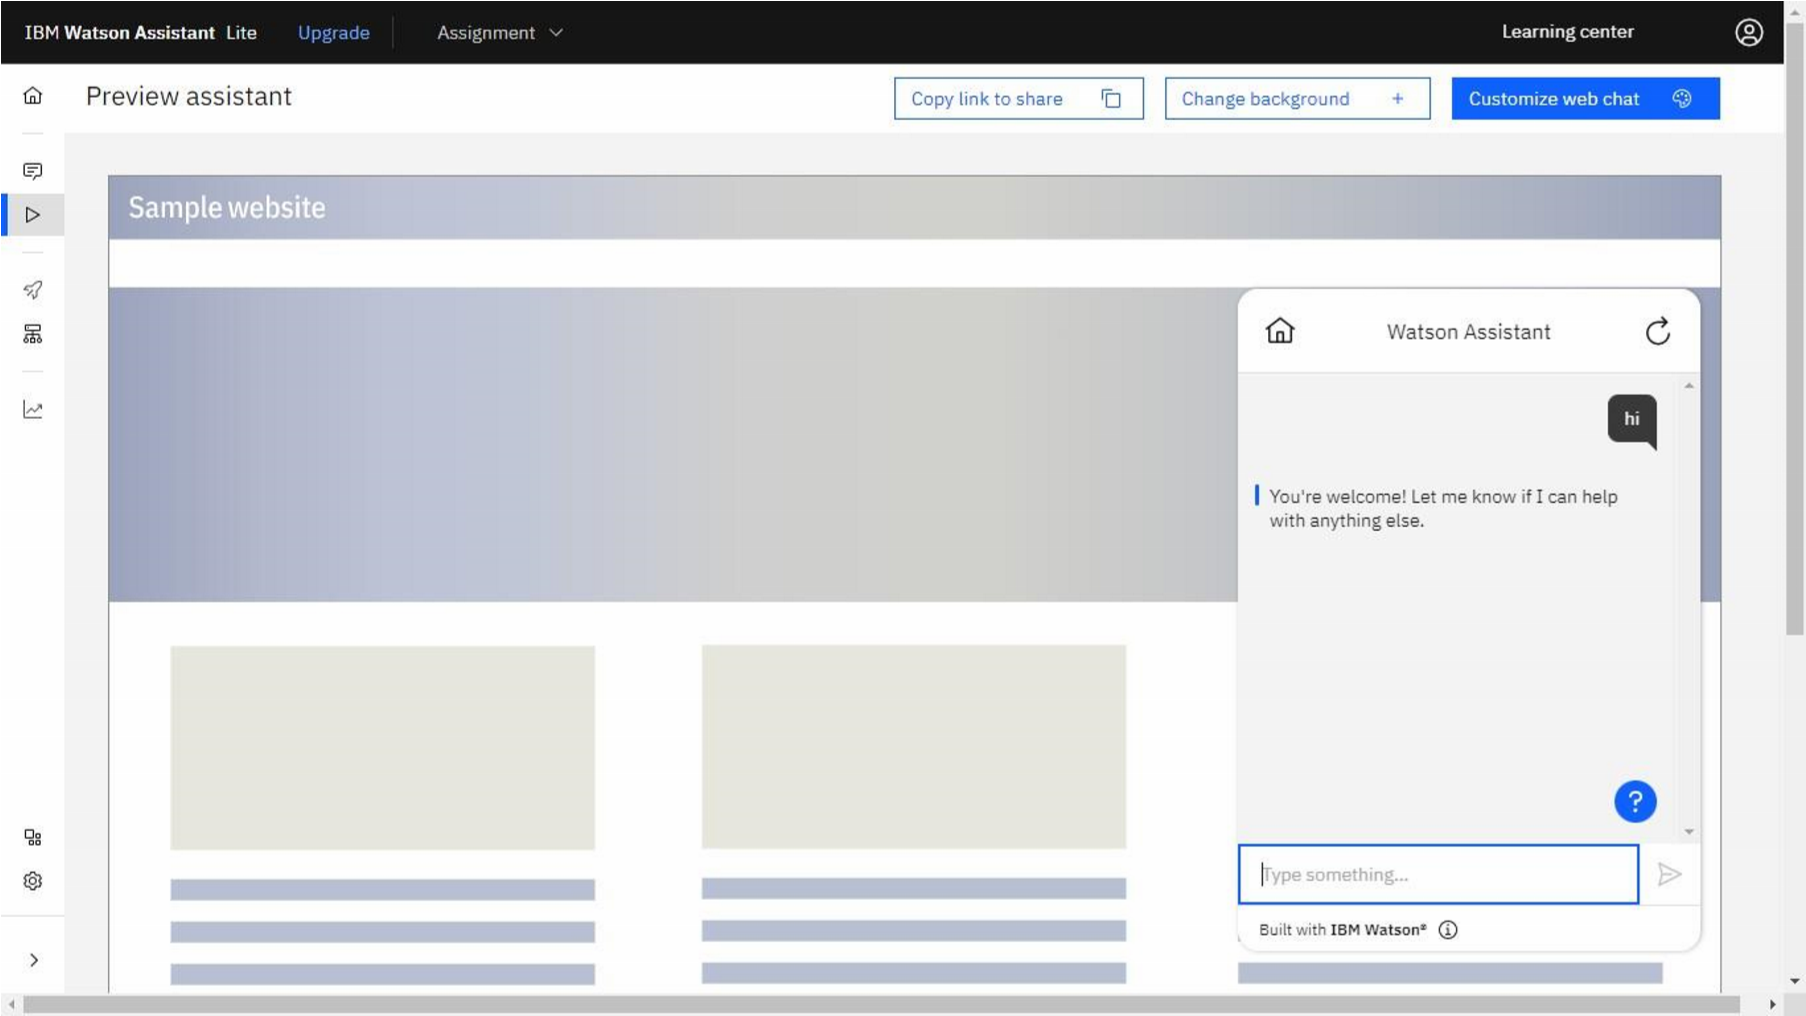 IBM Watson Assistant Lite Upgrade Assignment Learning center
Preview assistant Copy link to share Change background + Customize web chat
Sample website
Watson Assistant
hi
You're welcome! Let me know if I can help
with anything else.
?
Type something...
Built with IBM Watson®